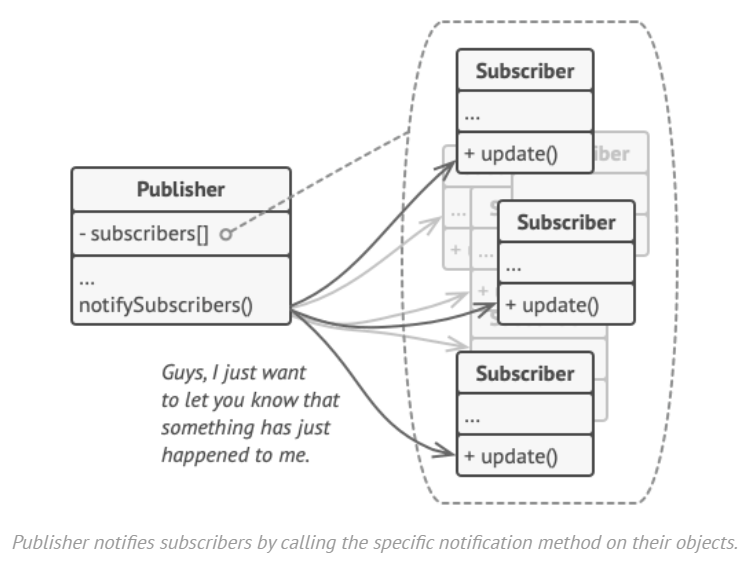 Subscriber
...
+ update()
iber
Publisher
- subscribers[]
...
+
...
Subscriber
...
...
notifySubscribers()
+
+ update()
Guys, I just want
to let you know that
something has just
happened to me.
Subscriber
...
+ update()
Publisher notifies subscribers by calling the specific notification method on their objects.